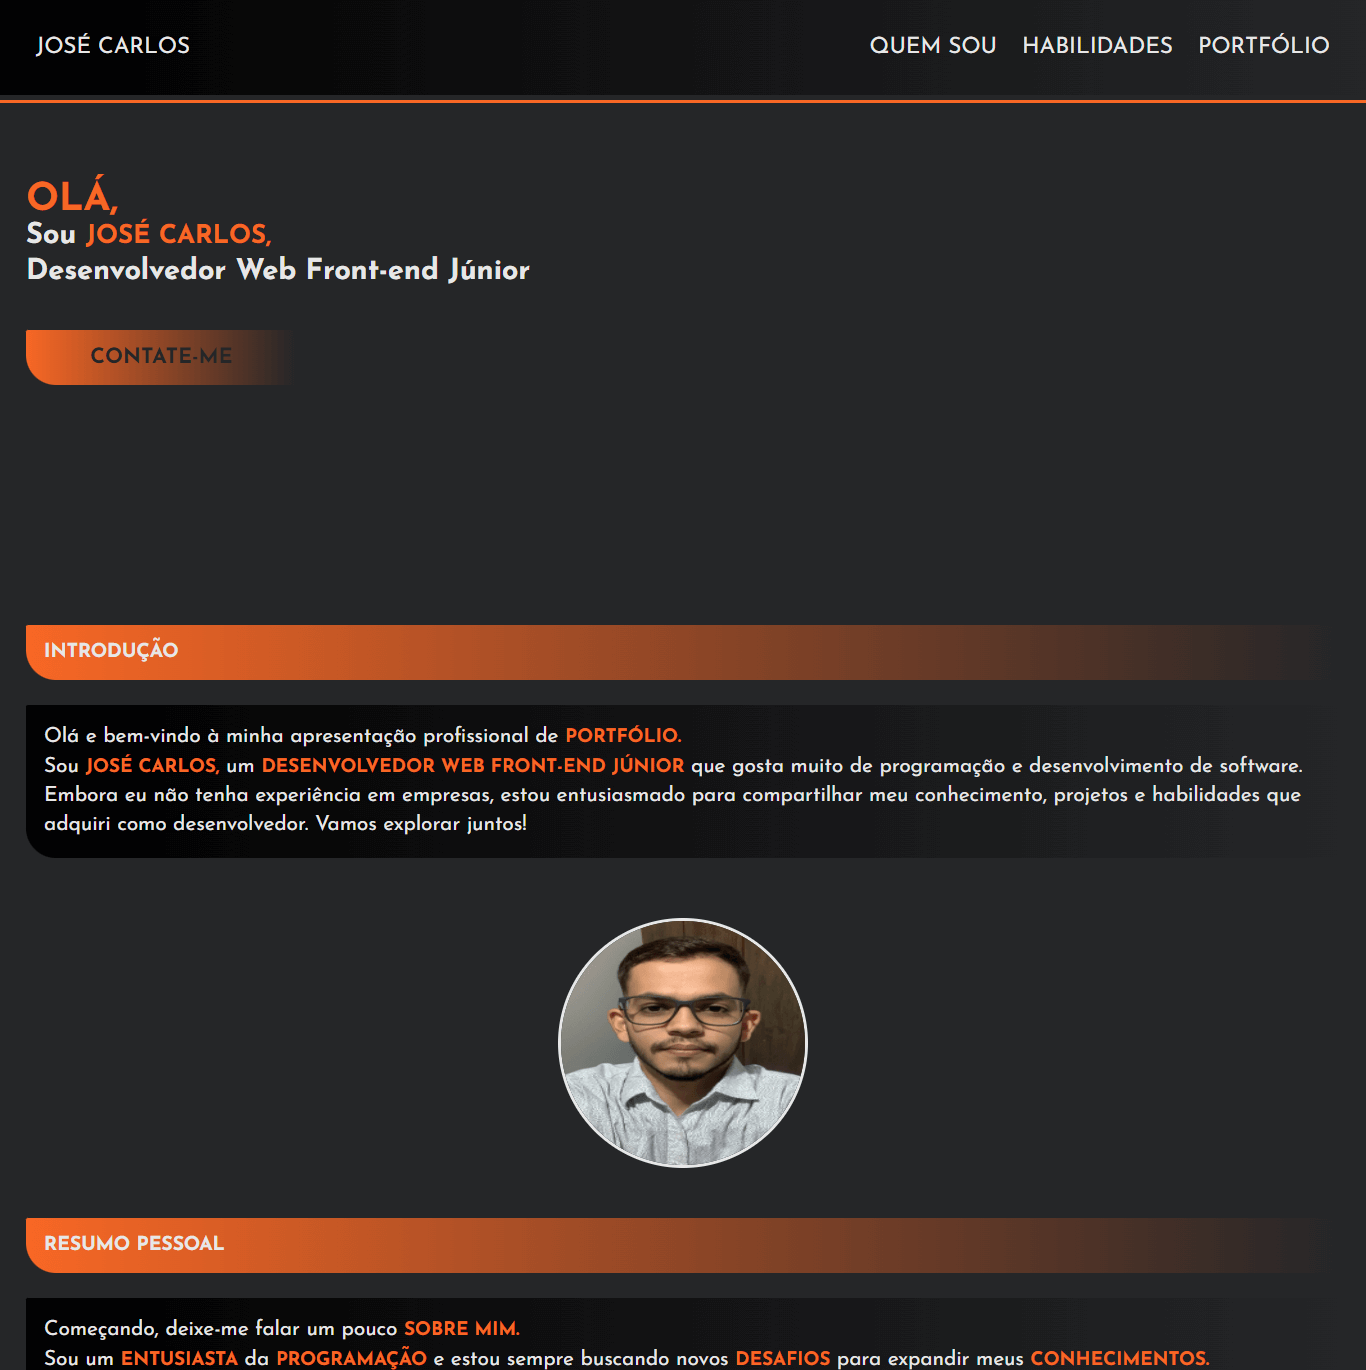 JOSÉ CARLOS
QUEM SOU HABILIDADES PORTFÓLIO
OLÁ,
Sou JOSÉ CARLOS,
Desenvolvedor Web Front-end Júnior
CONTATE-ME
INTRODUÇÃO
Olá e bem-vindo à minha apresentação profissional de PORTFÓLIO.
Sou JOSÉ CARLOS, um DESENVOLVEDOR WEB FRONT-END JÚNIOR que gosta muito de programação e desenvolvimento de software.
Embora eu não tenha experiência em empresas, estou entusiasmado para compartilhar meu conhecimento, projetos e habilidades que
adquiri como desenvolvedor. Vamos explorar juntos!
RESUMO PESSOAL
Começando, deixe-me falar um pouco SOBRE MIM.
Sou um ENTUSIASTA da PROGRAMAÇÃO e estou sempre buscando novos DESAFIOS para expandir meus CONHECIMENTOS.